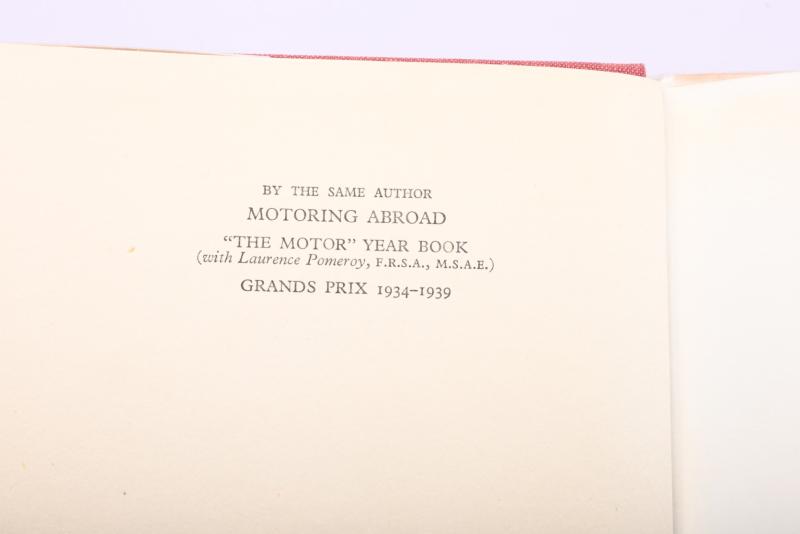 BY THE SAME AUTHOR
MOTORING ABROAD
“THE MOTOR” YEAR BOOK
(with Laurence Pomeroy, F.R.S.A., M.S.A.E.)
GRANDS PRIX 1934–1939